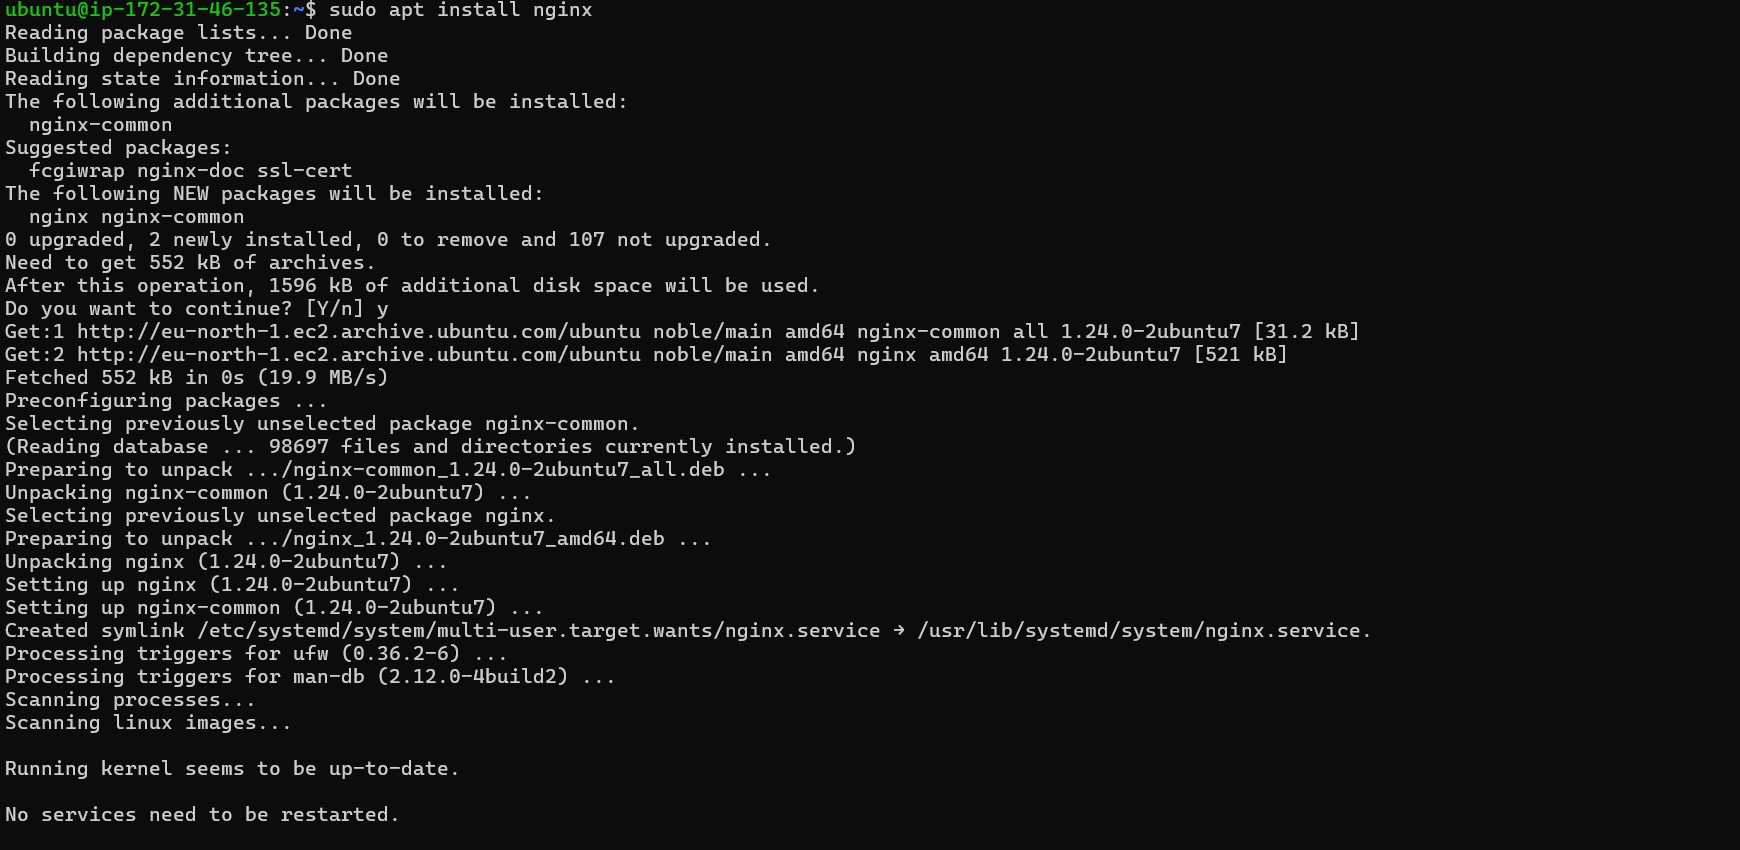 ubuntu@ip-172-31-46-135:~$ sudo apt install nginx
Reading package lists... Done
Building dependency tree... Done
Reading state information... Done
The following additional packages will be installed:
  nginx-common
Suggested packages:
  fcgiwrap nginx-doc ssl-cert
The following NEW packages will be installed:
  nginx nginx-common
0 upgraded, 2 newly installed, 0 to remove and 107 not upgraded.
Need to get 552 kB of archives.
After this operation, 1596 kB of additional disk space will be used.
Do you want to continue? [Y/n] y
Get:1 http://eu-north-1.ec2.archive.ubuntu.com/ubuntu noble/main amd64 nginx-common all 1.24.0-2ubuntu7 [31.2 kB]
Get:2 http://eu-north-1.ec2.archive.ubuntu.com/ubuntu noble/main amd64 nginx amd64 1.24.0-2ubuntu7 [521 kB]
Fetched 552 kB in 0s (19.9 MB/s)
Preconfiguring packages ...
Selecting previously unselected package nginx-common.
(Reading database ... 98697 files and directories currently installed.)
Preparing to unpack .../nginx-common_1.24.0-2ubuntu7_all.deb ...
Unpacking nginx-common (1.24.0-2ubuntu7) ...
Selecting previously unselected package nginx.
Preparing to unpack .../nginx_1.24.0-2ubuntu7_amd64.deb ...
Unpacking nginx (1.24.0-2ubuntu7) ...
Setting up nginx (1.24.0-2ubuntu7) ...
Setting up nginx-common (1.24.0-2ubuntu7) ...
Created symlink /etc/systemd/system/multi-user.target.wants/nginx.service → /usr/lib/systemd/system/nginx.service.
Processing triggers for ufw (0.36.2-6) ...
Processing triggers for man-db (2.12.0-4build2) ...
Scanning processes...
Scanning linux images...

Running kernel seems to be up-to-date.

No services need to be restarted.